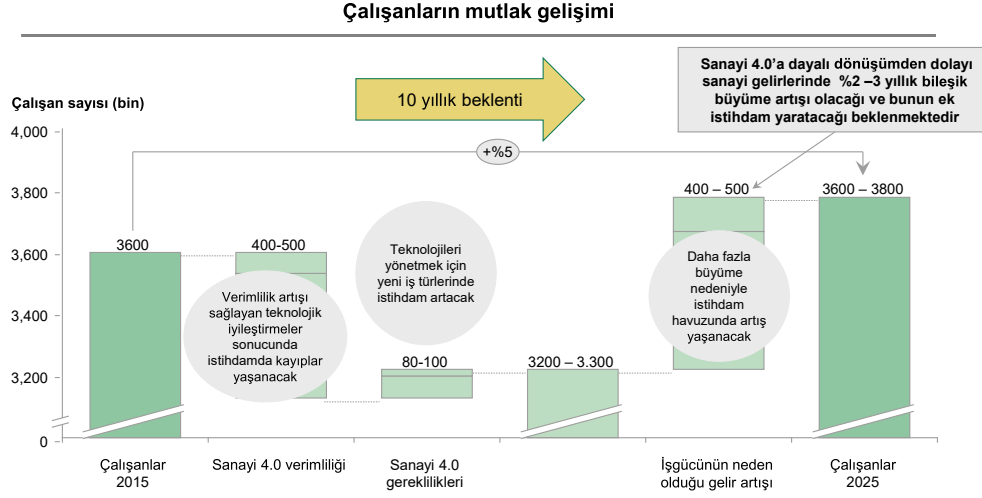 Çalışanların mutlak gelişimi
Sanayi 4.0’a dayalı dönüşümden dolayı
sanayi gelirlerinde %2 –3 yıllık bileşik
büyüme artışı olacağı ve bunun ek
istihdam yaratacağı beklenmektedir
10 yıllık beklenti
Çalışan sayısı (bin)
4,000
3,800
3,600
3,400
3,200
0
+%5
3600
400-500
Verimlilik artışı
sağlayan teknolojik
iyileştirmeler
sonucunda
istihdamda kayıplar
yaşanacak
Teknolojileri
yönetmek için
yeni iş türlerinde
istihdam artacak
80-100
3200 – 3.300
400 – 500
Daha fazla
büyüme
nedeniyle
istihdam
havuzunda artış
yaşanacak
3600 – 3800
Çalışanlar
2015
Sanayi 4.0 verimliliği
Sanayi 4.0
gereklilikleri
İşgücünün neden
olduğu gelir artışı
Çalışanlar
2025